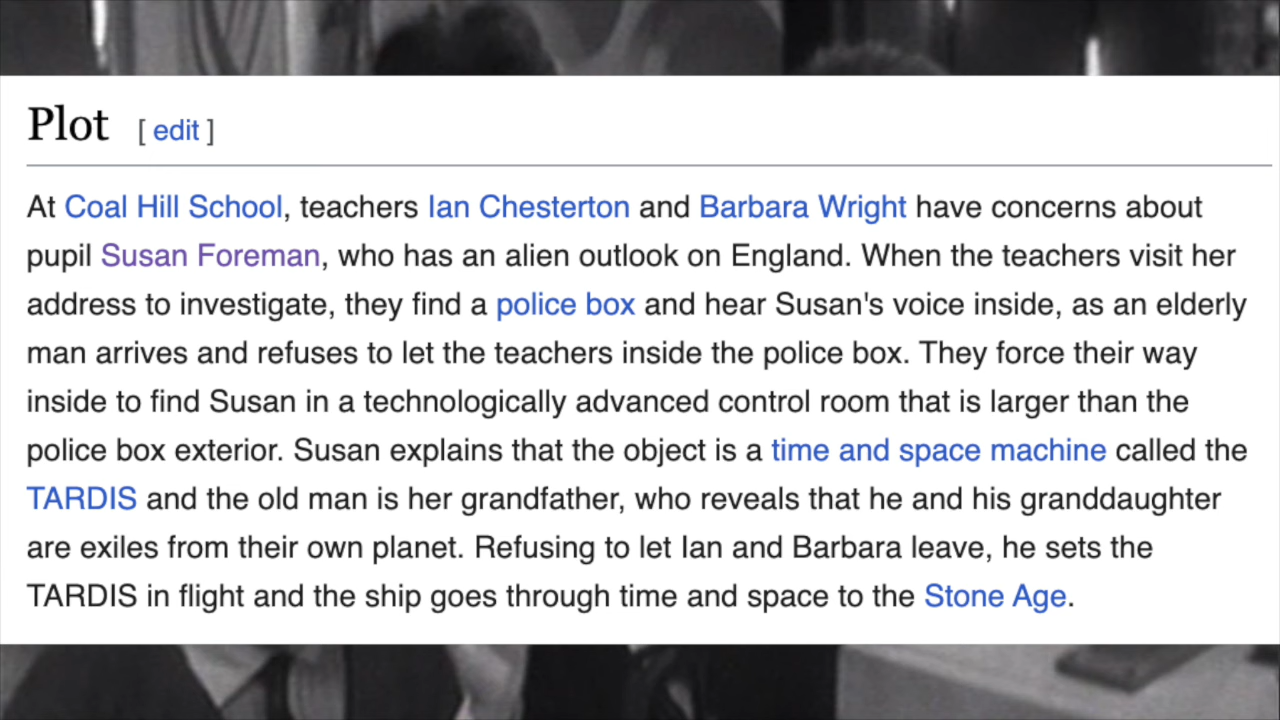 Plot [ edit ]
At Coal Hill School, teachers Ian Chesterton and Barbara Wright have concerns about
pupil Susan Foreman, who has an alien outlook on England. When the teachers visit her
address to investigate, they find a police box and hear Susan's voice inside, as an elderly
man arrives and refuses to let the teachers inside the police box. They force their way
inside to find Susan in a technologically advanced control room that is larger than the
police box exterior. Susan explains that the object is a time and space machine called the
TARDIS and the old man is her grandfather, who reveals that he and his granddaughter
are exiles from their own planet. Refusing to let Ian and Barbara leave, he sets the
TARDIS in flight and the ship goes through time and space to the Stone Age.